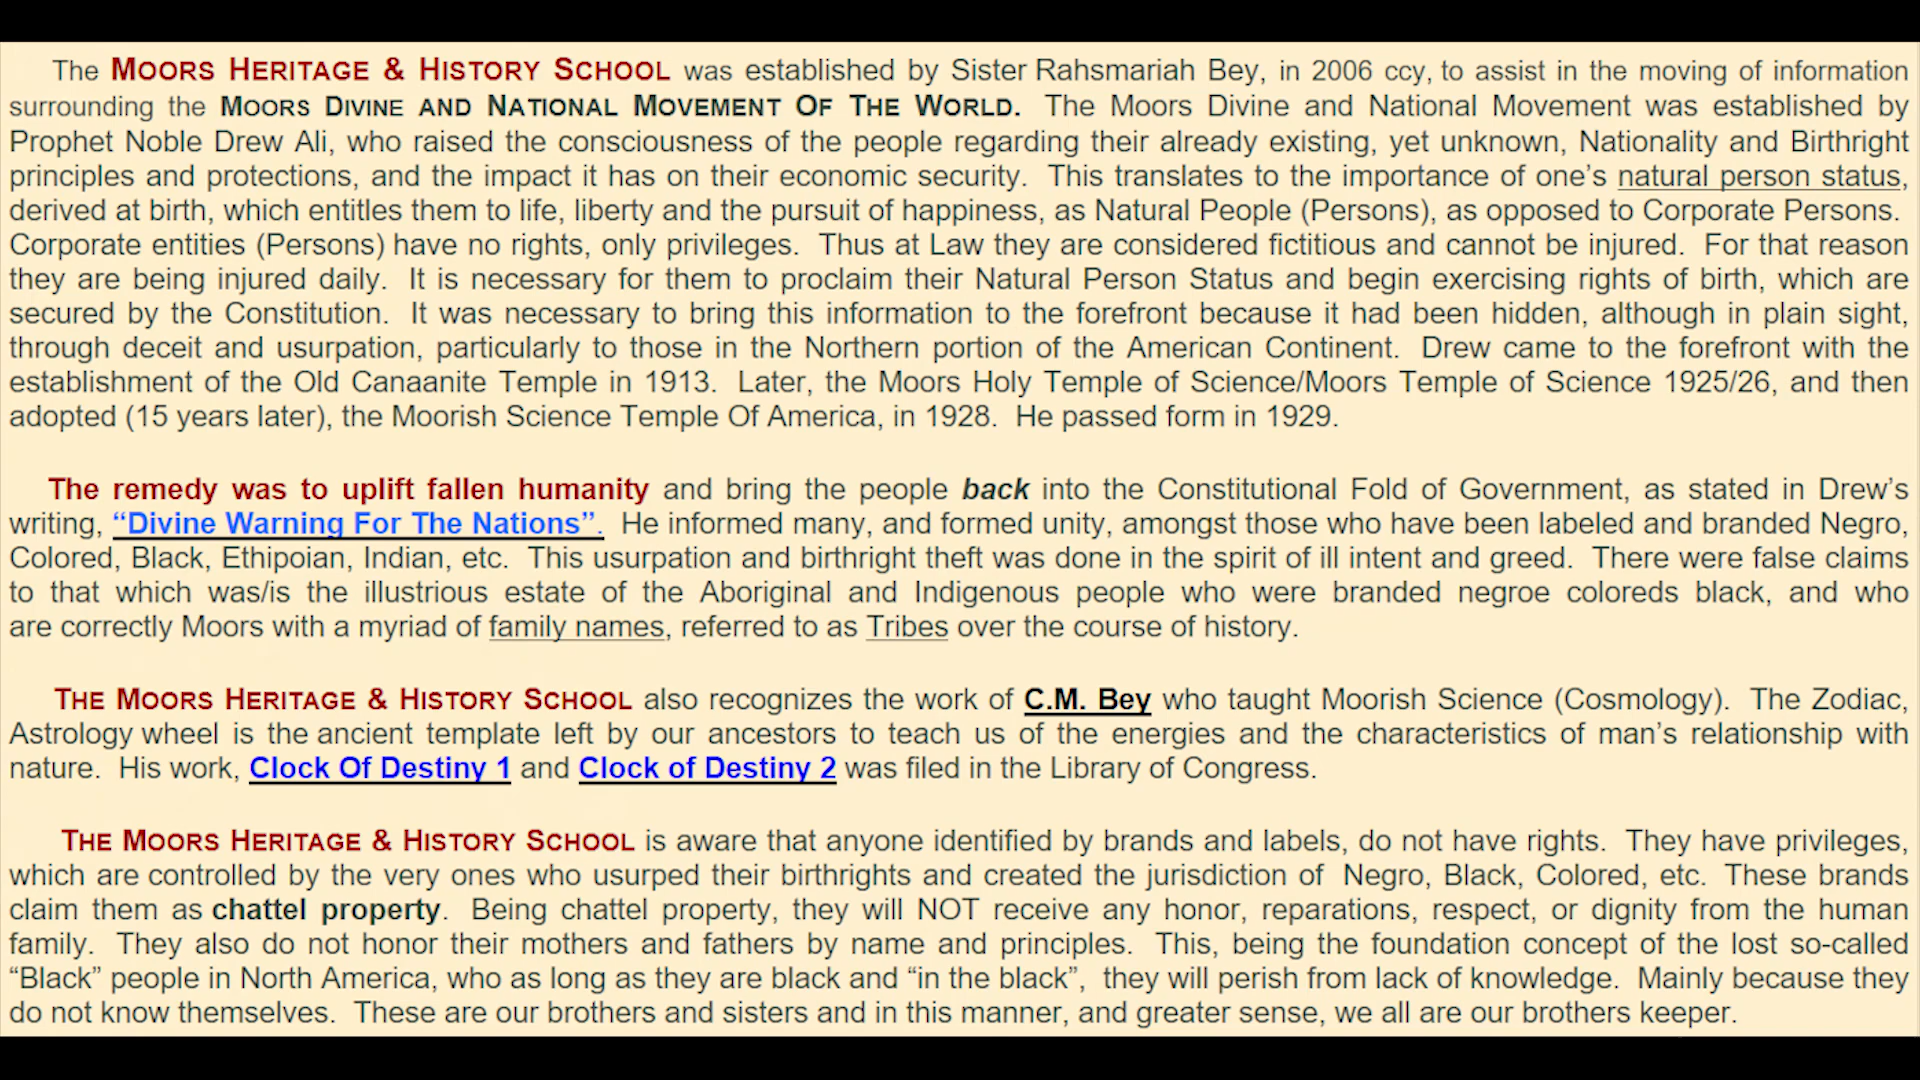 The MOORS HERITAGE & HISTORY SCHOOL was established by Sister Rahsmariah Bey, in 2006 ccy, to assist in the moving of information
surrounding the MOORS DIVINE AND NATIONAL MOVEMENT OF THE WORLD. The Moors Divine and National Movement was established by
Prophet Noble Drew Ali, who raised the consciousness of the people regarding their already existing, yet unknown, Nationality and Birthright
principles and protections, and the impact it has on their economic security. This translates to the importance of one's natural person status,
derived at birth, which entitles them to life, liberty and the pursuit of happiness, as Natural People (Persons), as opposed to Corporate Persons.
Corporate entities (Persons) have no rights, only privileges. Thus at Law they are considered fictitious and cannot be injured. For that reason
they are being injured daily. It is necessary for them to proclaim their Natural Person Status and begin exercising rights of birth, which are
secured by the Constitution. It was necessary to bring this information to the forefront because it had been hidden, although in plain sight,
through deceit and usurpation, particularly to those in the Northern portion of the American Continent. Drew came to the forefront with the
establishment of the Old Canaanite Temple in 1913. Later, the Moors Holy Temple of Science/Moors Temple of Science 1925/26, and then
adopted (15 years later), the Moorish Science Temple Of America, in 1928. He passed form in 1929.
The remedy was to uplift fallen humanity and bring the people back into the Constitutional Fold of Government, as stated in Drew's
writing, “Divine Warning For The Nations”. He informed many, and formed unity, amongst those who have been labeled and branded Negro,
Colored, Black, Ethipoian, Indian, etc. This usurpation and birthright theft was done in the spirit of ill intent and greed. There were false claims
to that which was/is the illustrious estate of the Aboriginal and Indigenous people who were branded negroe coloreds black, and who
are correctly Moors with a myriad of family names, referred to as Tribes over the course of history.
THE MOORS HERITAGE & HISTORY SCHOOL also recognizes the work of C.M. Bey who taught Moorish Science (Cosmology). The Zodiac,
Astrology wheel is the ancient template left by our ancestors to teach us of the energies and the characteristics of man's relationship with
nature. His work, Clock Of Destiny 1 and Clock of Destiny 2 was filed in the Library of Congress.
THE MOORS HERITAGE & HISTORY SCHOOL is aware that anyone identified by brands and labels, do not have rights. They have privileges,
which are controlled by the very ones who usurped their birthrights and created the jurisdiction of Negro, Black, Colored, etc. These brands
claim them as chattel property. Being chattel property, they will NOT receive any honor, reparations, respect, or dignity from the human
family. They also do not honor their mothers and fathers by name and principles. This, being the foundation concept of the lost so-called
“Black” people in North America, who as long as they are black and “in the black”, they will perish from lack of knowledge. Mainly because they
do not know themselves. These are our brothers and sisters and in this manner, and greater sense, we all are our brothers keeper.